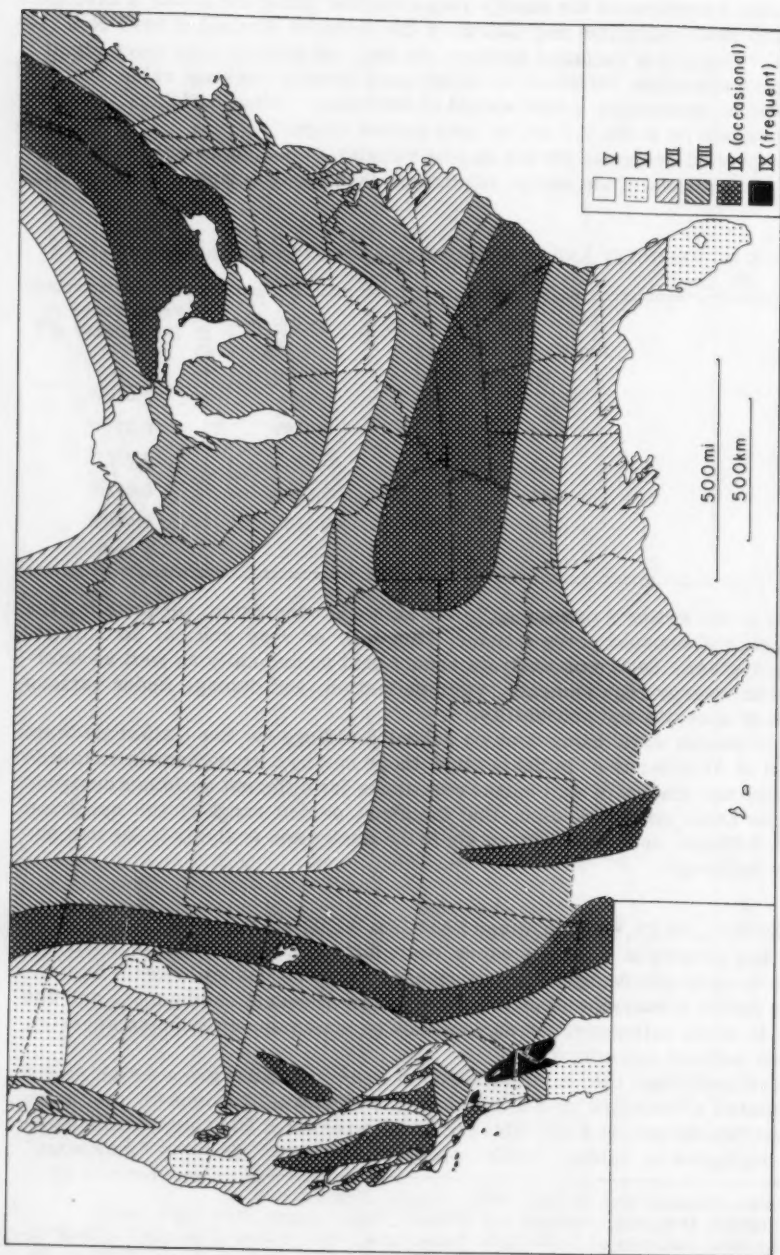 V
VI
VII
VIII
IX (occasional)
IX (frequent)
500mi
500km